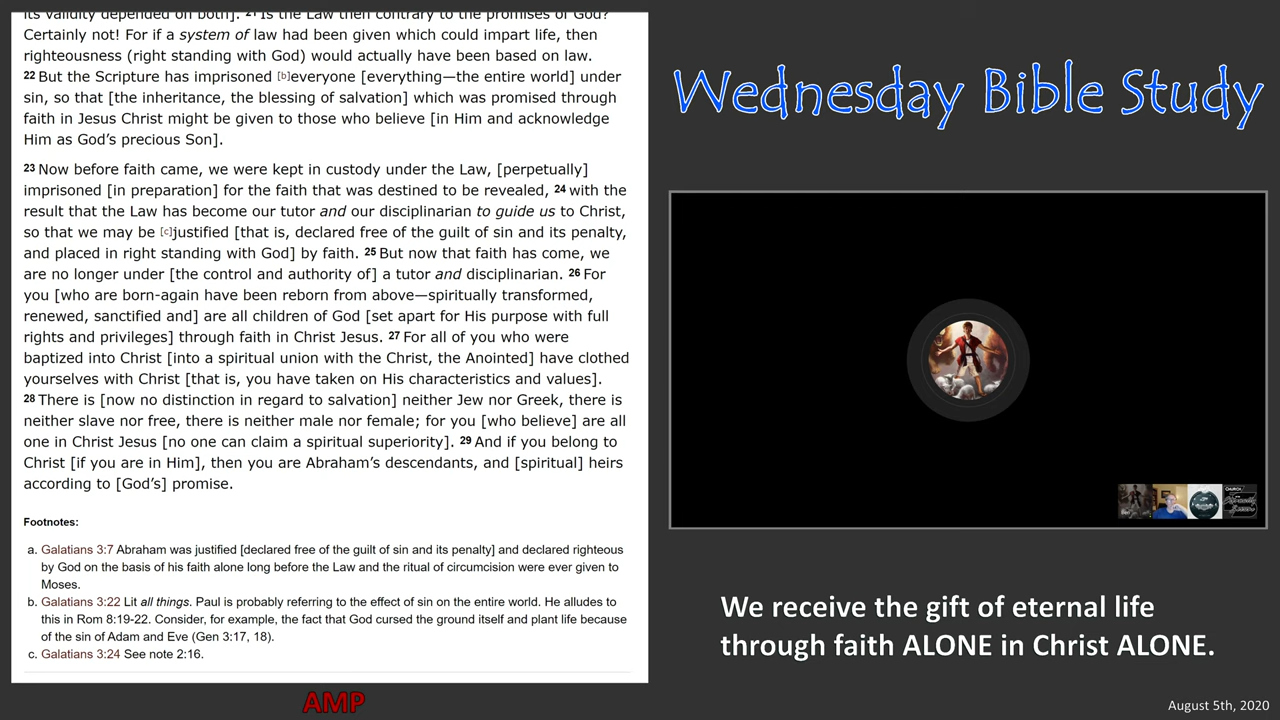 its validity depended on both]. 21 Is the Law then contrary to the promises of God?
Certainly not! For if a system of law had been given which could impart life, then
righteousness (right standing with God) would actually have been based on law.
22 But the Scripture has imprisoned [b]everyone [everything—the entire world] under
sin, so that [the inheritance, the blessing of salvation] which was promised through
faith in Jesus Christ might be given to those who believe [in Him and acknowledge
Him as God’s precious Son].
23 Now before faith came, we were kept in custody under the Law, [perpetually]
imprisoned [in preparation] for the faith that was destined to be revealed, 24 with the
result that the Law has become our tutor and our disciplinarian to guide us to Christ,
so that we may be [c]justified [that is, declared free of the guilt of sin and its penalty,
and placed in right standing with God] by faith. 25 But now that faith has come, we
are no longer under [the control and authority of] a tutor and disciplinarian. 26 For
you [who are born-again have been reborn from above—spiritually transformed,
renewed, sanctified and] are all children of God [set apart for His purpose with full
rights and privileges] through faith in Christ Jesus. 27 For all of you who were
baptized into Christ [into a spiritual union with the Christ, the Anointed] have clothed
yourselves with Christ [that is, you have taken on His characteristics and values].
28 There is [now no distinction in regard to salvation] neither Jew nor Greek, there is
neither slave nor free, there is neither male nor female; for you [who believe] are all
one in Christ Jesus [no one can claim a spiritual superiority]. 29 And if you belong to
Christ [if you are in Him], then you are Abraham’s descendants, and [spiritual] heirs
according to [God’s] promise.
Footnotes:
a. Galatians 3:7 Abraham was justified [declared free of the guilt of sin and its penalty] and declared righteous
by God on the basis of his faith alone long before the Law and the ritual of circumcision were ever given to
Moses.
b. Galatians 3:22 Lit all things. Paul is probably referring to the effect of sin on the entire world. He alludes to
this in Rom 8:19-22. Consider, for example, the fact that God cursed the ground itself and plant life because
of the sin of Adam and Eve (Gen 3:17, 18).
c. Galatians 3:24 See note 2:16.
AMP
Wednesday Bible Study
We receive the gift of eternal life
through faith ALONE in Christ ALONE.
August 5th, 2020